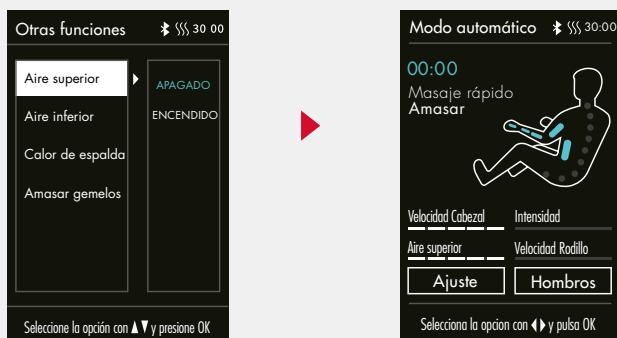 Otras funciones 30 00
Aire superior
Aire inferior
Calor de espalda
Amasar gemelos
APAGADO
ENCENDIDO
Seleccione la opción con ▲▼ y presione OK
Modo automático 30:00
00:00
Masaje rápido
Amasar
Velocidad Cabezal Intensidad
Aire superior Velocidad Rodillo
Ajuste Hombros
Selecciona la opcion con ◀▶ y pulsa OK